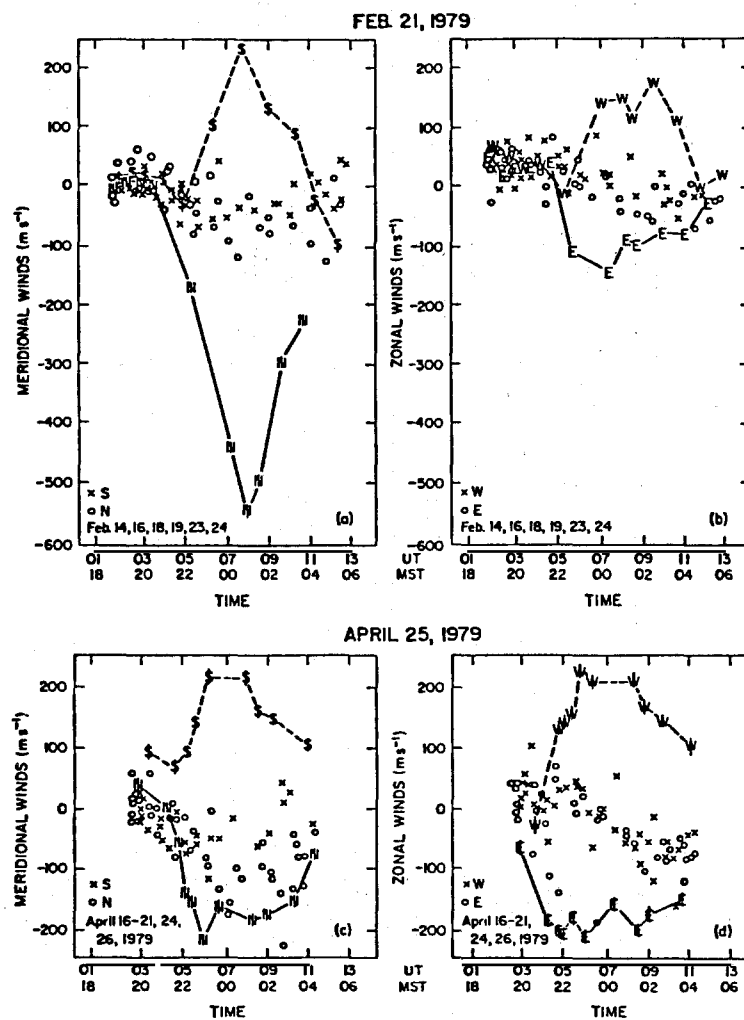 FEB. 21, 1979
MERIDIONAL WINDS (m s⁻¹)
200
100
0
-100
-200
-300
-400
-500
-600
× S
o N
Feb. 14, 16, 18, 19, 23, 24
(a)
01 03 05 07 09 11 13
18 20 22 00 02 04 06
TIME
ZONAL WINDS (m s⁻¹)
200
100
0
-100
-200
-300
-400
-500
-600
× W
o E
Feb. 14, 16, 18, 19, 23, 24
(b)
UT
MST
01 03 05 07 09 11 13
18 20 22 00 02 04 06
TIME
APRIL 25, 1979
MERIDIONAL WINDS (m s⁻¹)
200
100
0
-100
-200
× S
o N
April 16-21, 24,
26, 1979
(c)
01 03 05 07 09 11 13
18 20 22 00 02 04 06
TIME
ZONAL WINDS (m s⁻¹)
200
100
0
-100
-200
× W
o E
April 16-21,
24, 26, 1979
(d)
UT
MST
01 03 05 07 09 11 13
18 20 22 00 02 04 06
TIME